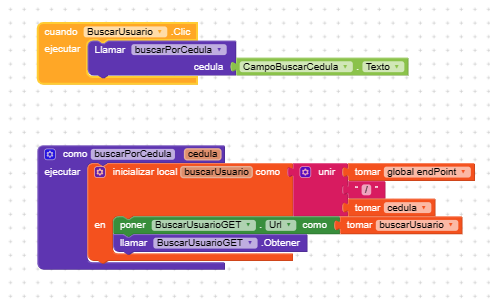 cuando BuscarUsuario .Clic
ejecutar Llamar buscarPorCedula
cedula CampoBuscarCedula . Texto
como buscarPorCedula cedula
ejecutar inicializar local buscarUsuario como unir tomar global endPoint
" / "
tomar cedula
en poner BuscarUsuarioGET . Url como tomar buscarUsuario
llamar BuscarUsuarioGET .Obtener